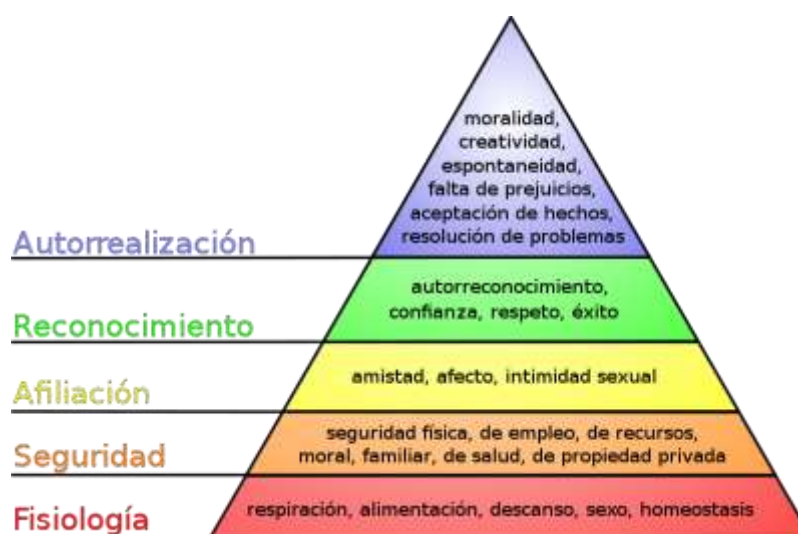 moralidad,
creatividad,
espontaneidad,
falta de prejuicios,
aceptación de hechos,
resolución de problemas
Autorrealización
autorreconocimiento,
confianza, respeto, éxito
Reconocimiento
amistad, afecto, intimidad sexual
Afiliación
seguridad física, de empleo, de recursos,
moral, familiar, de salud, de propiedad privada
Seguridad
respiración, alimentación, descanso, sexo, homeostasis
Fisiología